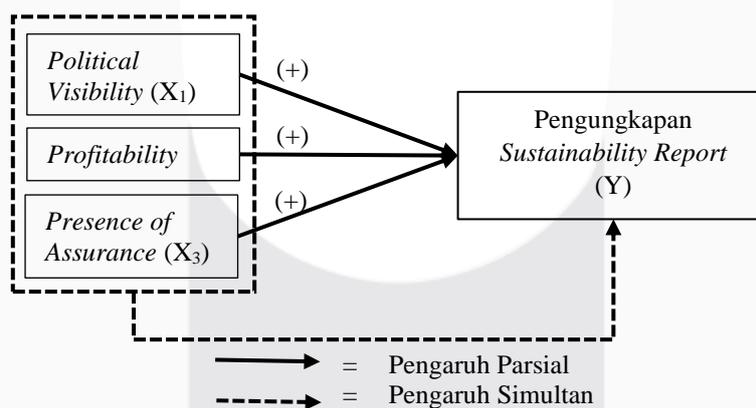 Political
Visibility (X₁)
(+)
Profitability
(+)
Presence of
Assurance (X₃)
(+)
Pengungkapan
Sustainability Report
(Y)
= Pengaruh Parsial
= Pengaruh Simultan